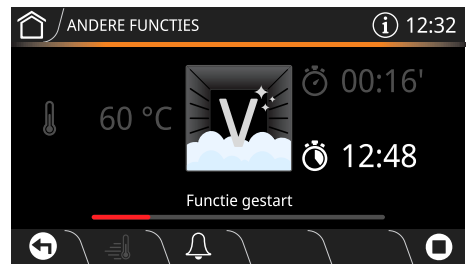 ANDERE FUNCTIES
12:32
60 °C
V
00:16'
12:48
Functie gestart